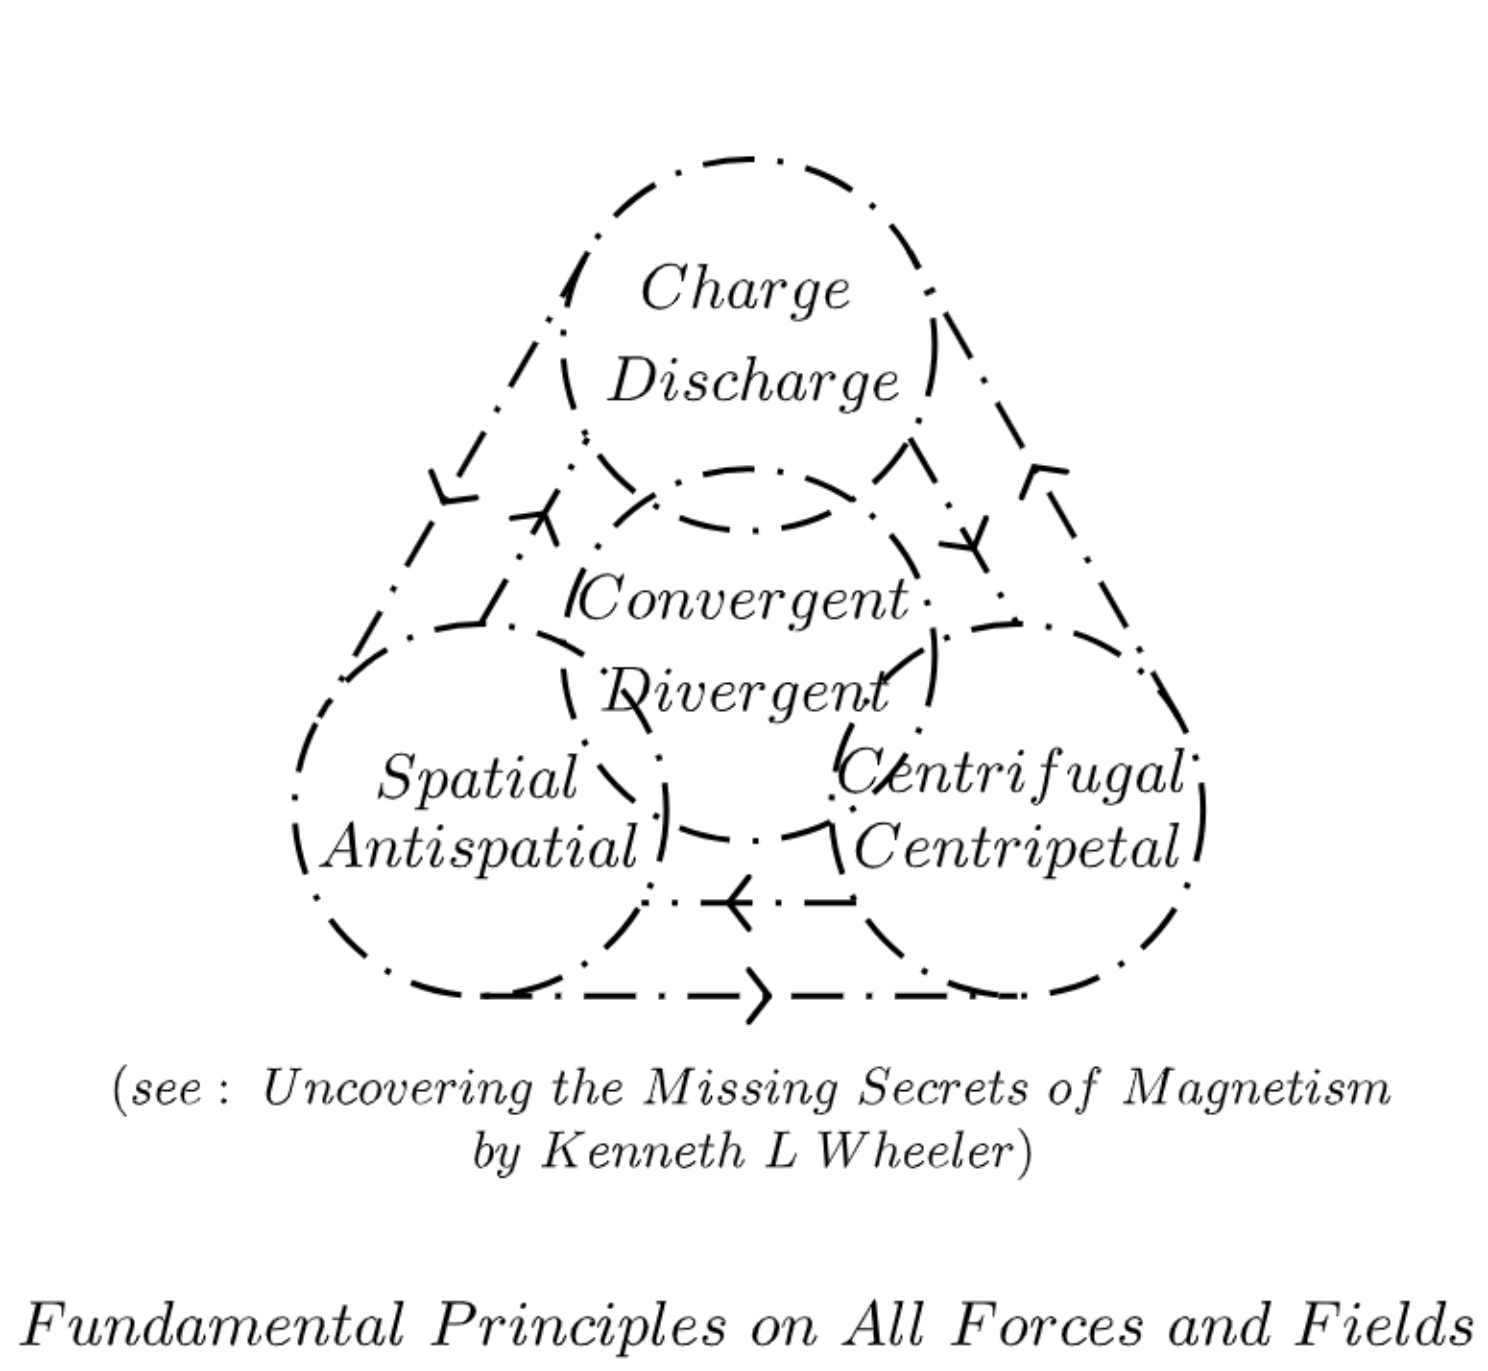 Charge
Discharge
Convergent
Divergent
Spatial
Antispatial
Centrifugal
Centripetal
(see : Uncovering the Missing Secrets of Magnetism
by Kenneth L Wheeler)
Fundamental Principles on All Forces and Fields